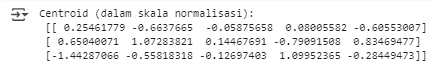 Centroid (dalam skala normalisasi):
[[ 0.25461779 -0.6637665 -0.05875658 0.08005582 -0.60553007]
[ 0.65040071 1.07283821 0.14467691 -0.79091508 0.83469477]
[-1.44287066 -0.55818318 -0.12697403 1.09952365 -0.28449473]]